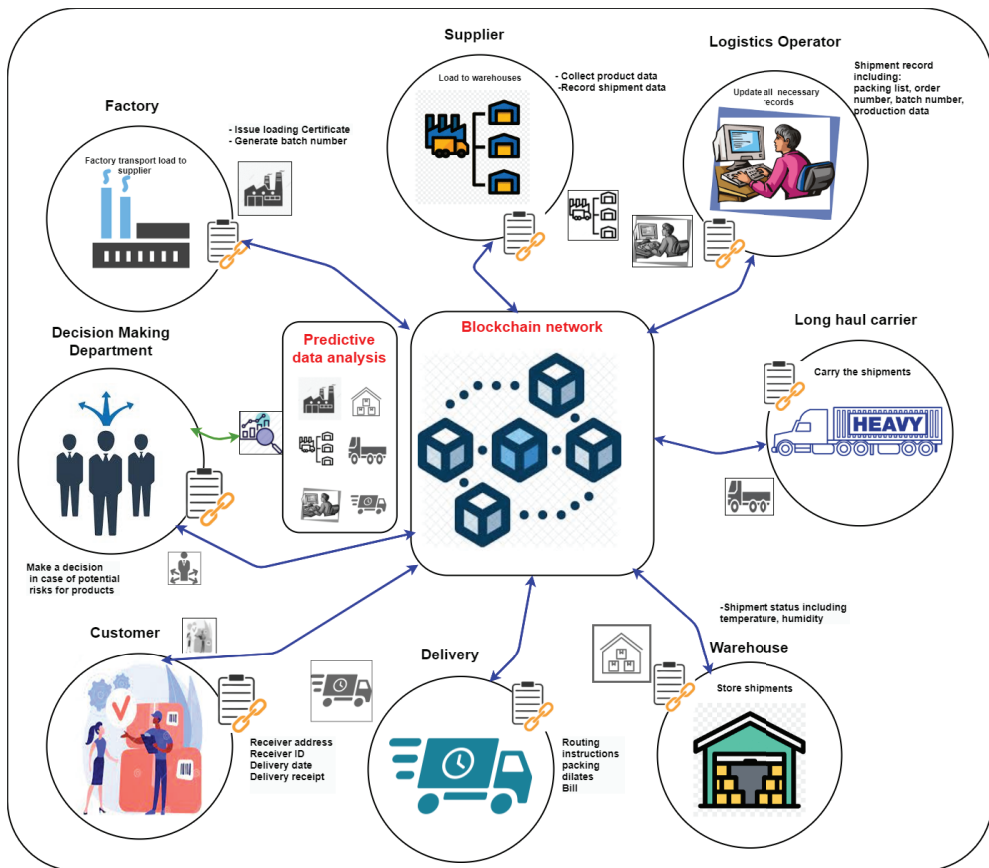 Supplier
Load to warehouses
- Collect product data
-Record shipment data
Logistics Operator
Update all necessary
records
Shipment record
including:
packing list, order
number, batch number,
production data
Factory
Factory transport load to
supplier
- Issue loading Certificate
- Generate batch number
Decision Making
Department
Make a decision
in case of potential
risks for products
Predictive
data analysis
Blockchain network
Long haul carrier
Carry the shipments
HEAVY
Customer
Receiver address
Receiver ID
Delivery date
Delivery receipt
Delivery
Routing
instructions
packing
dilates
Bill
-Shipment status including
temperature, humidity
Warehouse
Store shipments